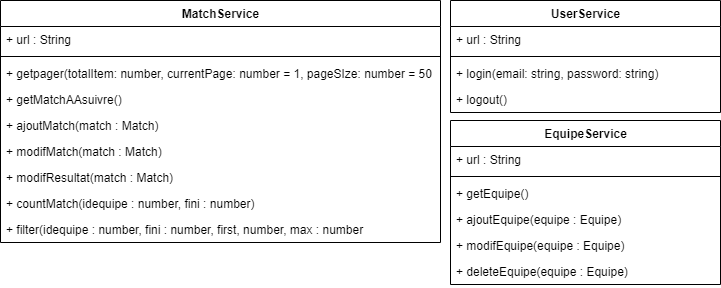 MatchService
+ url : String
+ getpager(totalItem: number, currentPage: number = 1, pageSIze: number = 50
+ getMatchAAsuivre()
+ ajoutMatch(match : Match)
+ modifMatch(match : Match)
+ modifResultat(match : Match)
+ countMatch(idequipe : number, fini : number)
+ filter(idequipe : number, fini : number, first, number, max : number
UserService
+ url : String
+ login(email: string, password: string)
+ logout()
EquipeService
+ url : String
+ getEquipe()
+ ajoutEquipe(equipe : Equipe)
+ modifEquipe(equipe : Equipe)
+ deleteEquipe(equipe : Equipe)